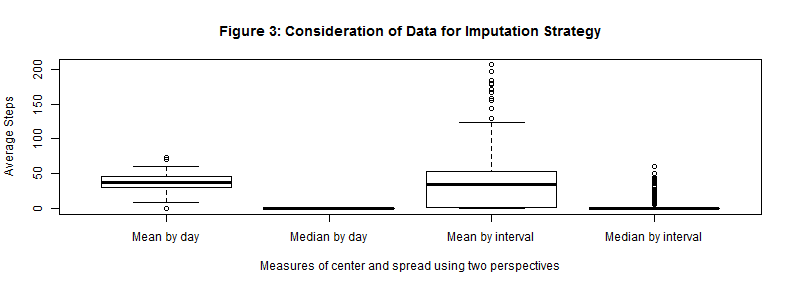 Figure 3: Consideration of Data for Imputation Strategy
Average Steps
200
150
100
50
0
Mean by day
Median by day
Mean by interval
Median by interval
Measures of center and spread using two perspectives